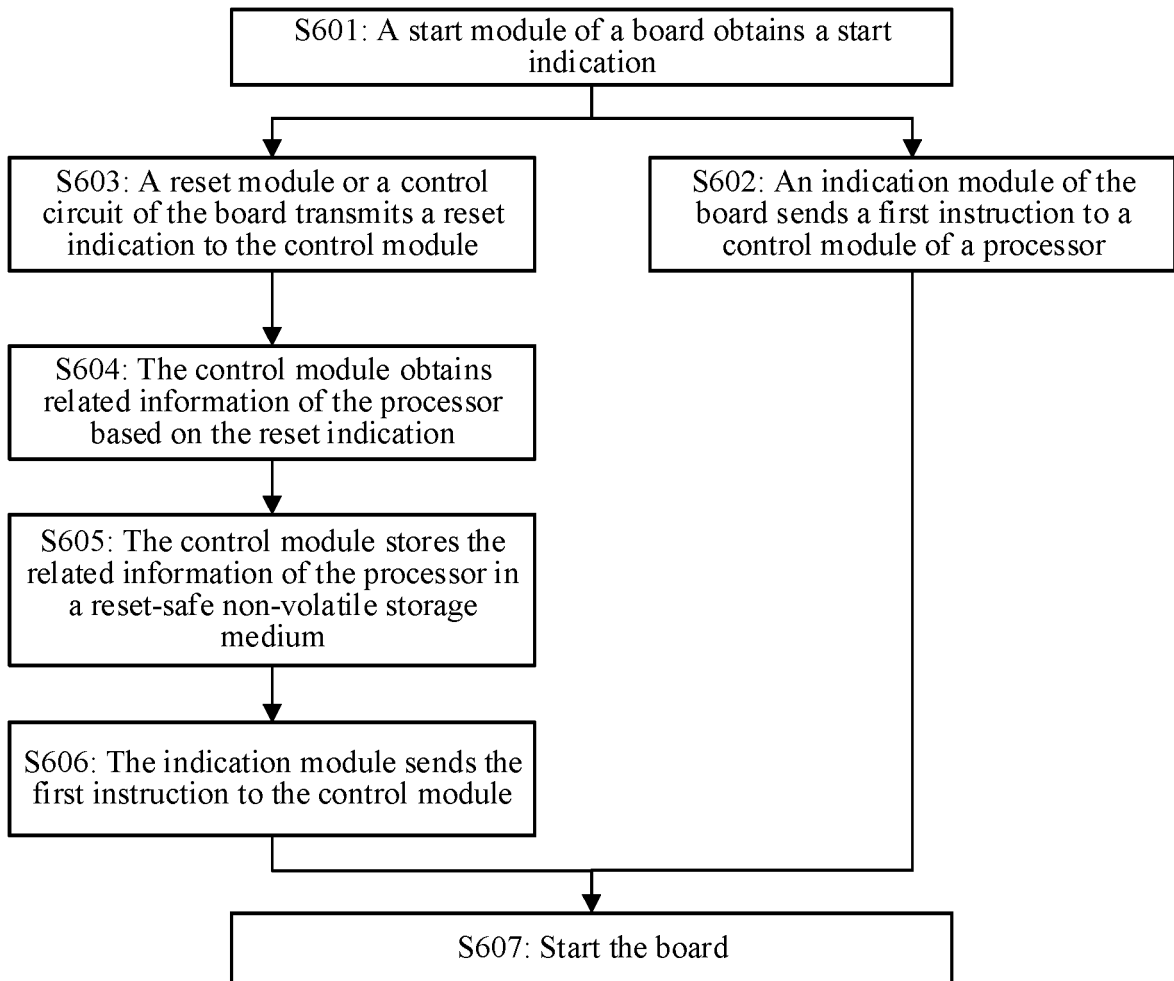 S601: A start module of a board obtains a start
indication
S603: A reset module or a control
circuit of the board transmits a reset
indication to the control module
S602: An indication module of the
board sends a first instruction to a
control module of a processor
S604: The control module obtains
related information of the processor
based on the reset indication
S605: The control module stores the
related information of the processor in
a reset-safe non-volatile storage
medium
S606: The indication module sends the
first instruction to the control module
S607: Start the board